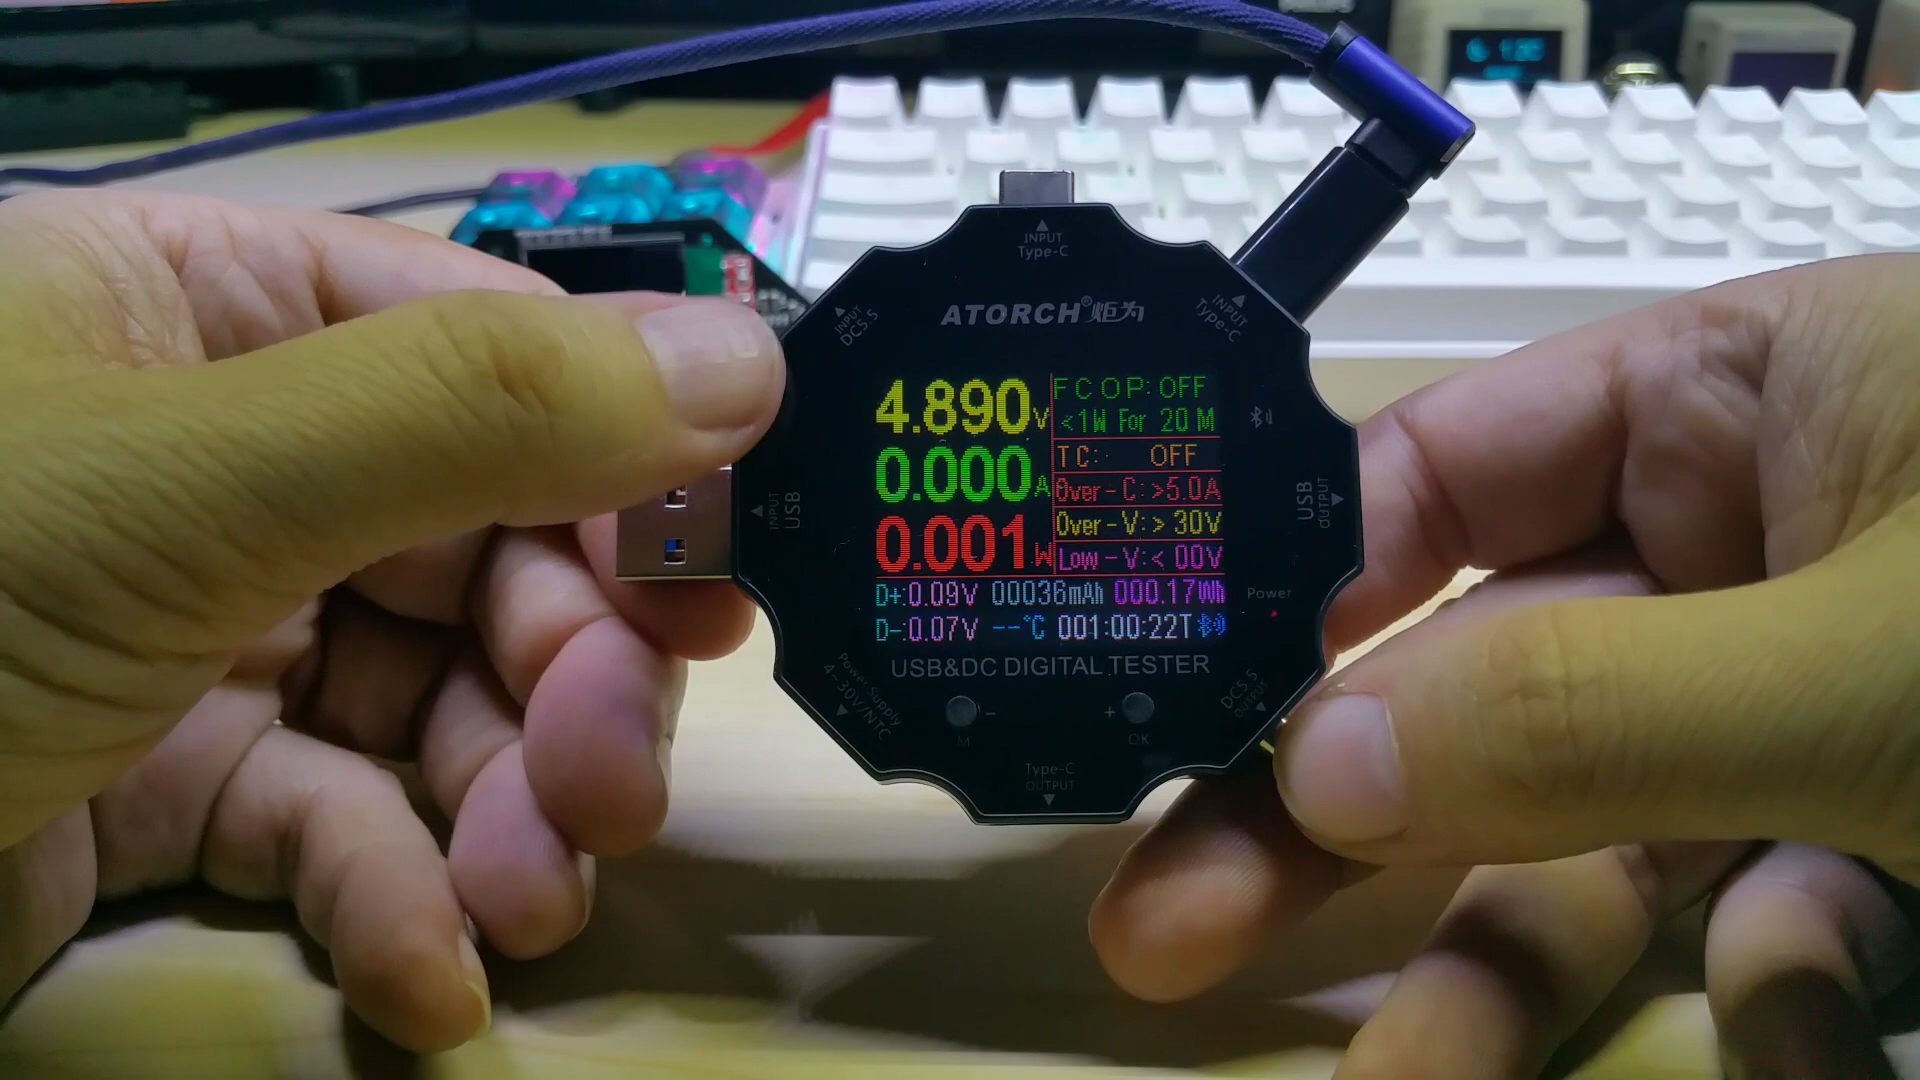 INPUT
Type-C
INPUT
Type-C
INPUT
DC5.5
ATORCH® 炬为
4.890V
0.000A
0.001W
FCOP: OFF
<1W For 20 M
TC: OFF
Over-C:>5.0A
Over-V:> 30V
Low-V:< 00V
D+:0.09V 00036mAh 000.17Wh
D-:0.07V --℃ 001:00:22T
INPUT
USB
USB
OUTPUT
Power
USB&DC DIGITAL TESTER
Power Supply
4~30V/NTC
DC5.5
OUTPUT
- +
M OK
Type-C
OUTPUT